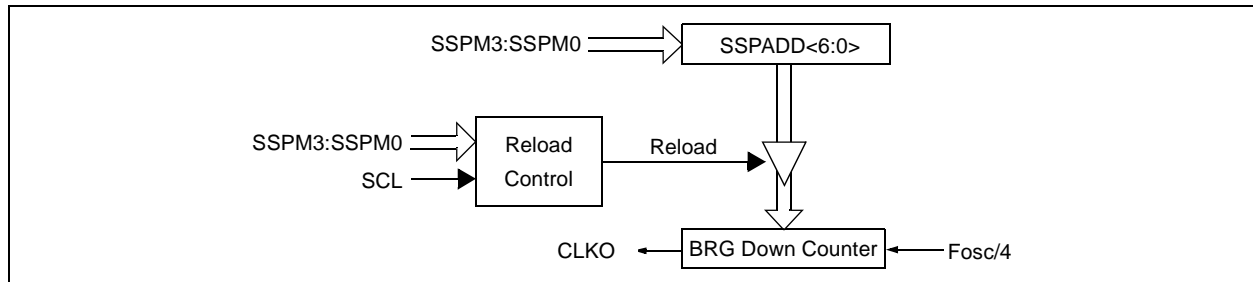 SSPM3:SSPM0
SSPADD<6:0>
SSPM3:SSPM0
SCL
Reload
Control
Reload
CLKO
BRG Down Counter
Fosc/4